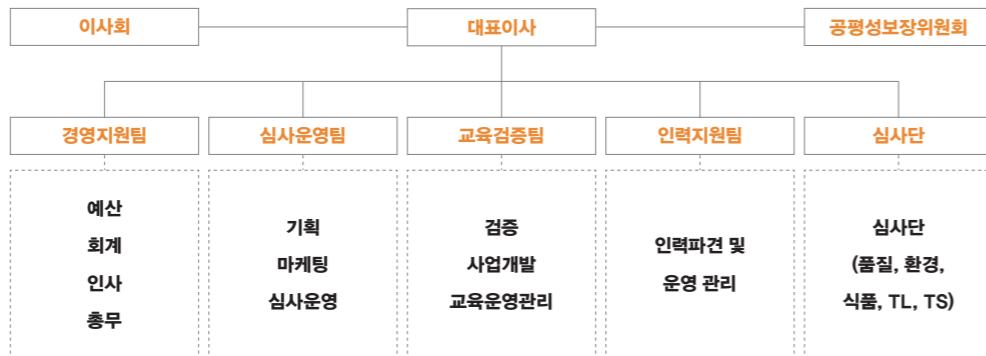 이사회
대표이사
공평성보장위원회
경영지원팀
심사운영팀
교육검증팀
인력지원팀
심사단
예산
회계
인사
총무
기획
마케팅
심사운영
검증
사업개발
교육운영관리
인력파견 및
운영 관리
심사단
(품질, 환경,
식품, TL, TS)